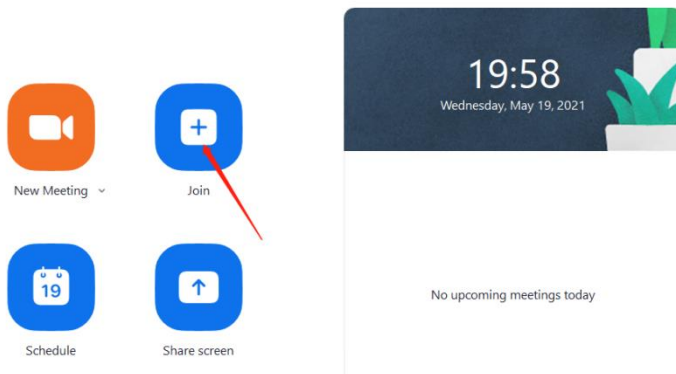 19:58
Wednesday, May 19, 2021
New Meeting
Join
19
Schedule
Share screen
No upcoming meetings today